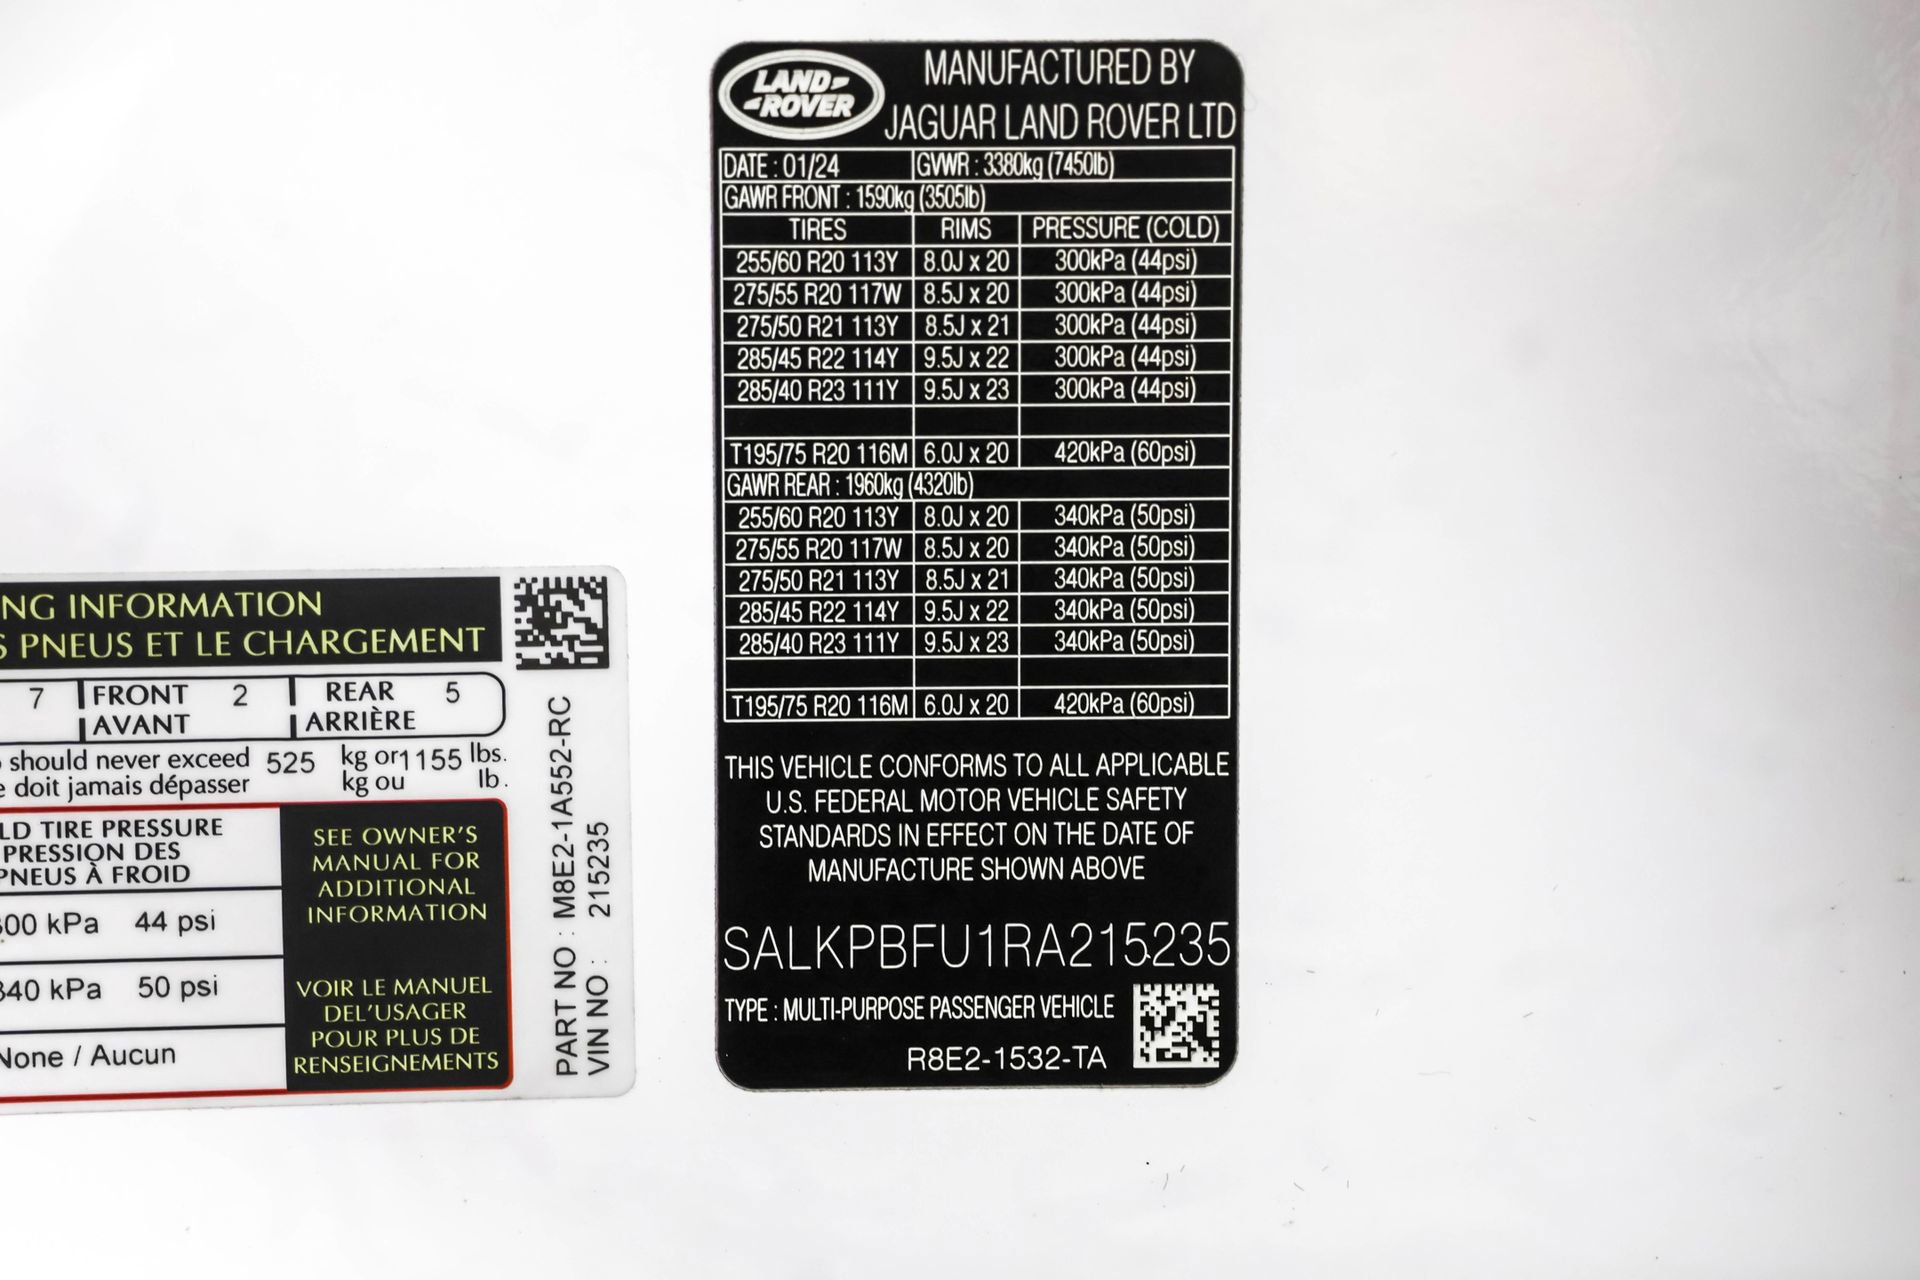 LAND ROVER
MANUFACTURED BY
JAGUAR LAND ROVER LTD
DATE : 01/24 GVWR : 3380kg (7450lb)
GAWR FRONT : 1590kg (3505lb)
TIRES RIMS PRESSURE (COLD)
255/60 R20 113Y 8.0J x 20 300kPa (44psi)
275/55 R20 117W 8.5J x 20 300kPa (44psi)
275/50 R21 113Y 8.5J x 21 300kPa (44psi)
285/45 R22 114Y 9.5J x 22 300kPa (44psi)
285/40 R23 111Y 9.5J x 23 300kPa (44psi)
T195/75 R20 116M 6.0J x 20 420kPa (60psi)
GAWR REAR : 1960kg (4320lb)
255/60 R20 113Y 8.0J x 20 340kPa (50psi)
275/55 R20 117W 8.5J x 20 340kPa (50psi)
275/50 R21 113Y 8.5J x 21 340kPa (50psi)
285/45 R22 114Y 9.5J x 22 340kPa (50psi)
285/40 R23 111Y 9.5J x 23 340kPa (50psi)
T195/75 R20 116M 6.0J x 20 420kPa (60psi)
THIS VEHICLE CONFORMS TO ALL APPLICABLE
U.S. FEDERAL MOTOR VEHICLE SAFETY
STANDARDS IN EFFECT ON THE DATE OF
MANUFACTURE SHOWN ABOVE
SALKPBFU1RA215235
TYPE : MULTI-PURPOSE PASSENGER VEHICLE
R8E2-1532-TA
NG INFORMATION
S PNEUS ET LE CHARGEMENT
7 FRONT 2 REAR 5
AVANT ARRIÈRE
should never exceed 525 kg or 1155 lbs.
e doit jamais dépasser kg ou lb.
LD TIRE PRESSURE
PRESSION DES
PNEUS À FROID
00 kPa 44 psi
340 kPa 50 psi
None / Aucun
SEE OWNER'S
MANUAL FOR
ADDITIONAL
INFORMATION
VOIR LE MANUEL
DEL'USAGER
POUR PLUS DE
RENSEIGNEMENTS
PART NO : M8E2-1A552-RC
VIN NO : 215235